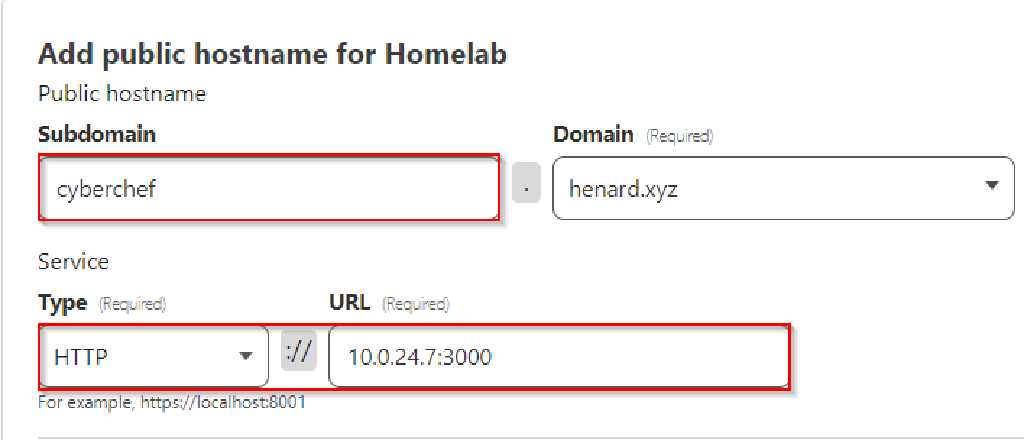 Add public hostname for Homelab
Public hostname
Subdomain
Domain (Required)
cyberchef
.
henard.xyz
Service
Type (Required)
URL (Required)
HTTP
://
10.0.24.7:3000
For example, https://localhost:8001